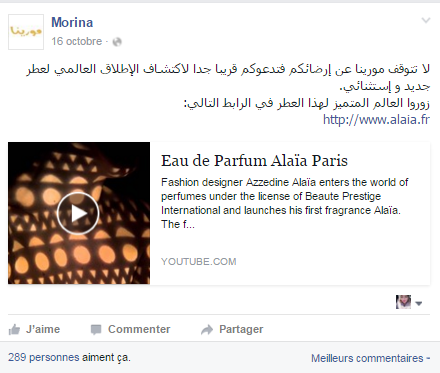 Morina
16 octobre ·
مورينا
لا تتوقف مورينا عن إرضائكم فتدعوكم قريبا جدا لاكتشاف الإطلاق العالمي لعطر
جديد و إستثنائي.
زوروا العالم المتميز لهذا العطر في الرابط التالي:
http://www.alaia.fr
Eau de Parfum Alaïa Paris
Fashion designer Azzedine Alaïa enters the world of
perfumes under the license of Beaute Prestige
International and launches his first fragrance Alaïa.
The f...
YOUTUBE.COM
J'aime Commenter Partager
289 personnes aiment ça. Meilleurs commentaires